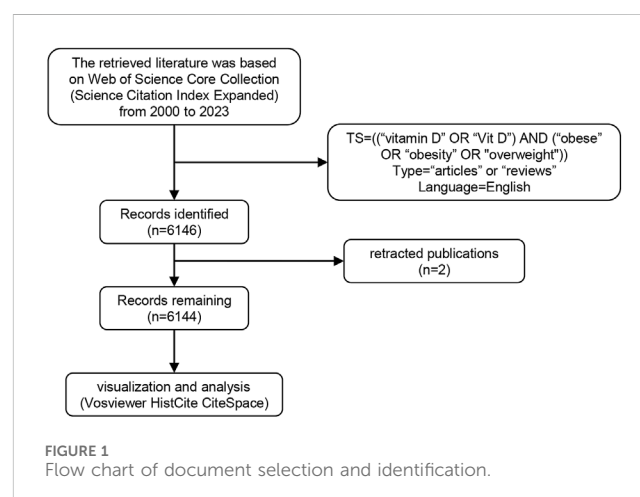 The retrieved literature was based
on Web of Science Core Collection
(Science Citation Index Expanded)
from 2000 to 2023
TS=((“vitamin D” OR “Vit D”) AND (“obese”
OR “obesity” OR "overweight"))
Type=“articles” or “reviews”
Language=English
Records identified
(n=6146)
retracted publications
(n=2)
Records remaining
(n=6144)
visualization and analysis
(Vosviewer HistCite CiteSpace)
FIGURE 1
Flow chart of document selection and identification.